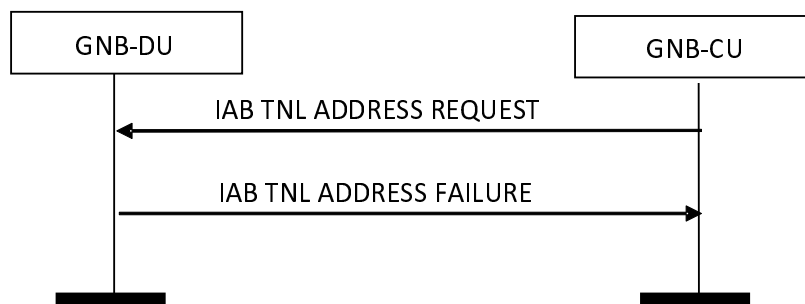 GNB-DU
GNB-CU
IAB TNL ADDRESS REQUEST
IAB TNL ADDRESS FAILURE